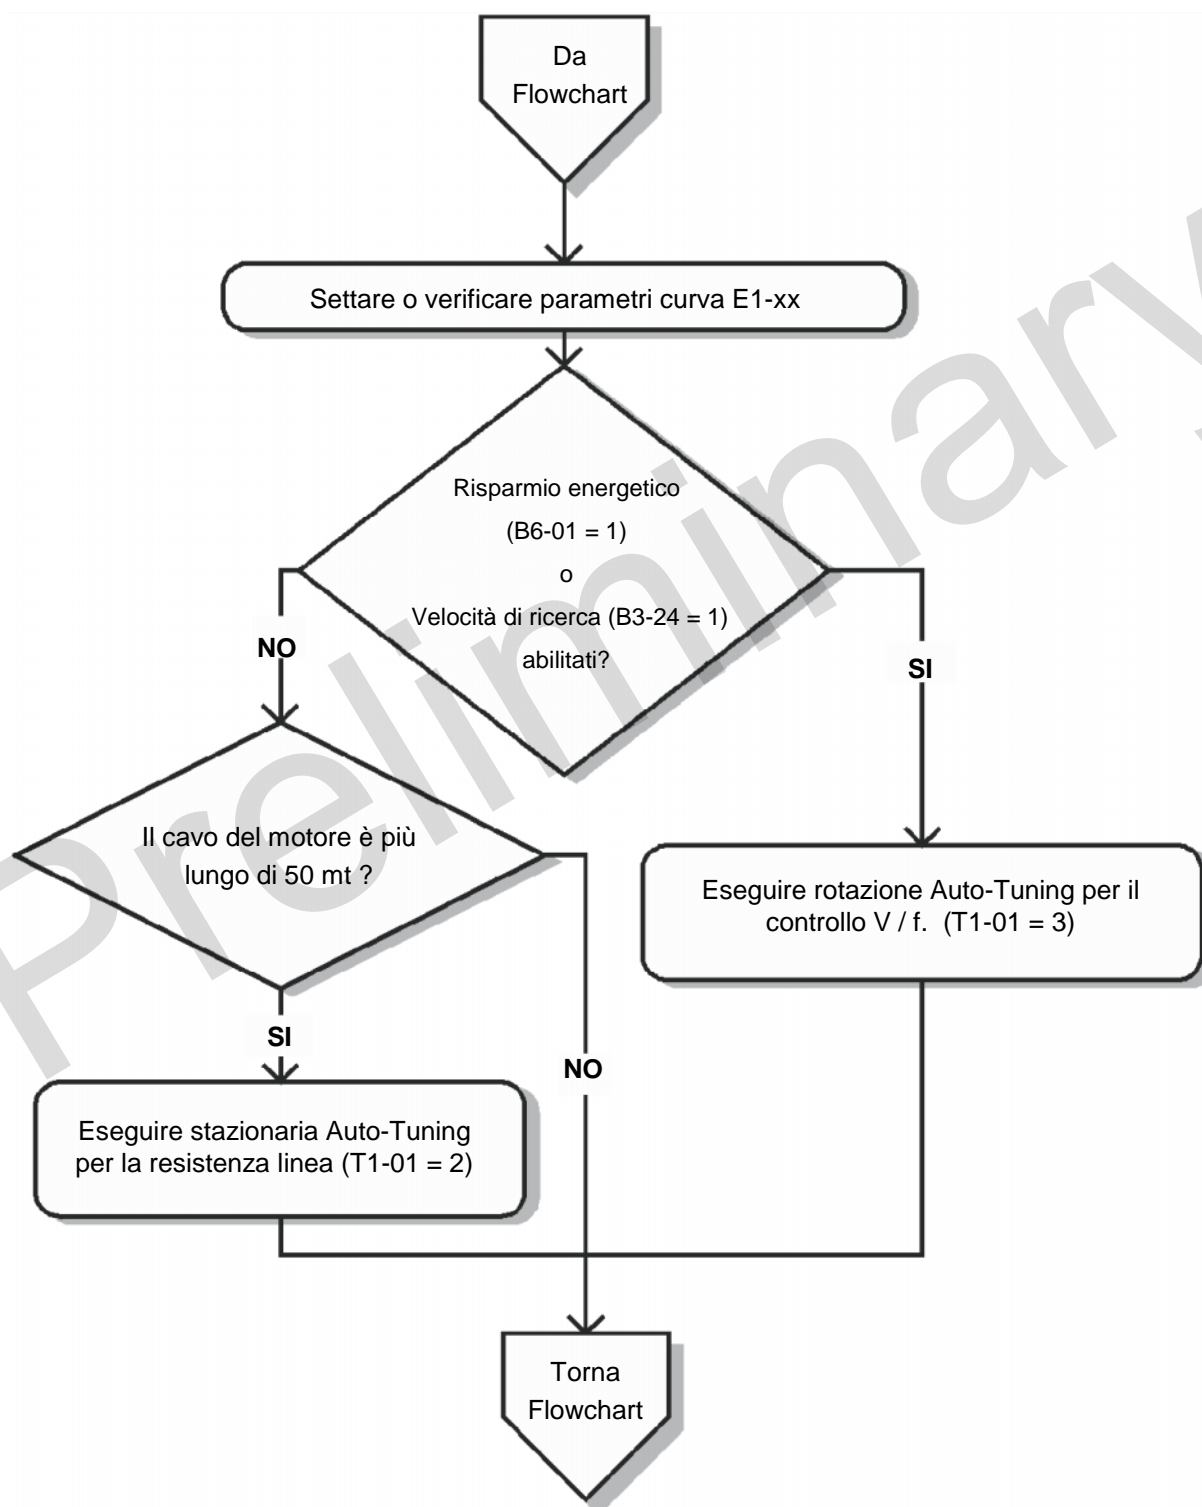 Da
Flowchart
Settare o verificare parametri curva E1-xx
Risparmio energetico
(B6-01 = 1)
o
Velocità di ricerca (B3-24 = 1)
abilitati?
NO
SI
Il cavo del motore è più
lungo di 50 mt ?
Eseguire rotazione Auto-Tuning per il
controllo V / f. (T1-01 = 3)
SI
NO
Eseguire stazionaria Auto-Tuning
per la resistenza linea (T1-01 = 2)
Torna
Flowchart
Preliminary